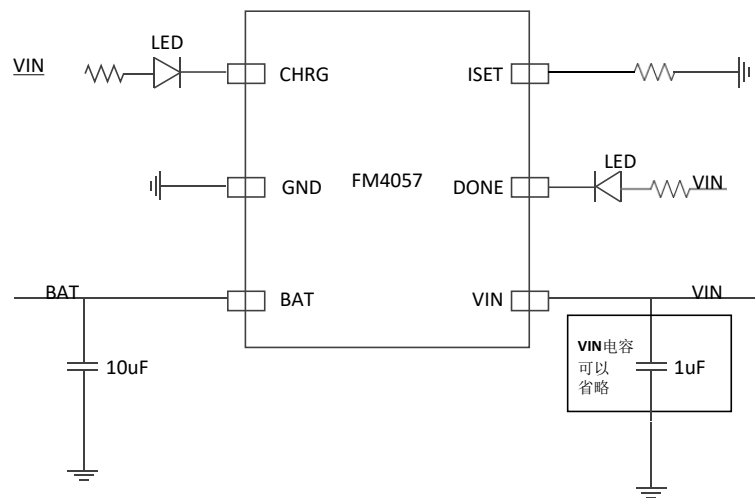 LED
VIN
CHRG
ISET
LED
GND
FM4057
DONE
VIN
BAT
BAT
VIN
VIN
10uF
VIN电容
可以
省略
1uF